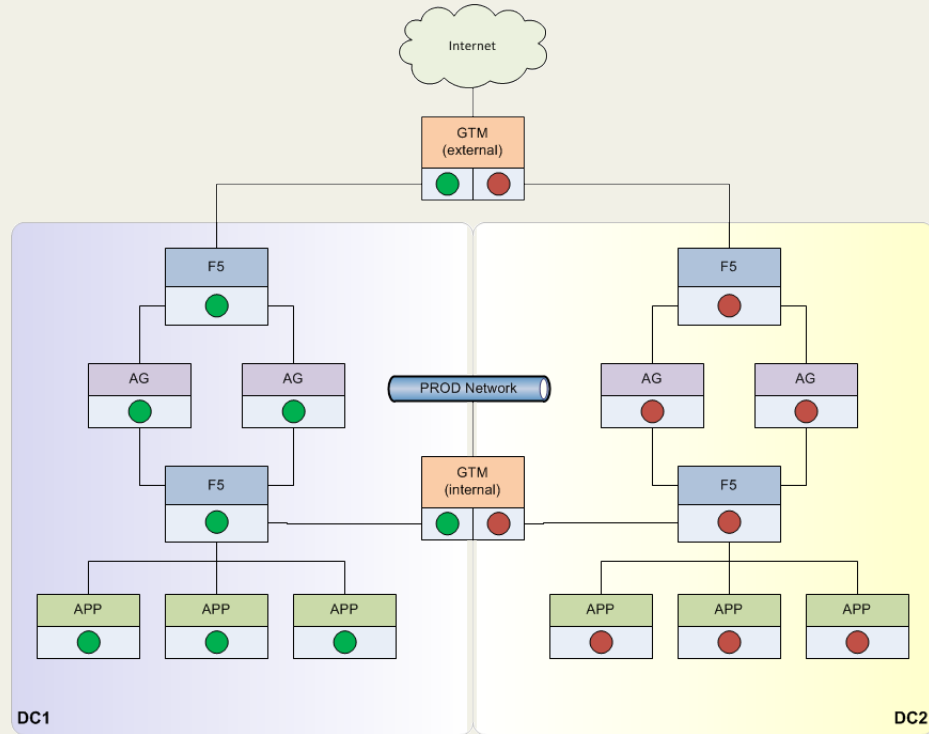 Internet
GTM
(external)
F5
F5
AG
AG
PROD Network
AG
AG
F5
GTM
(internal)
F5
APP
APP
APP
APP
APP
APP
DC1
DC2